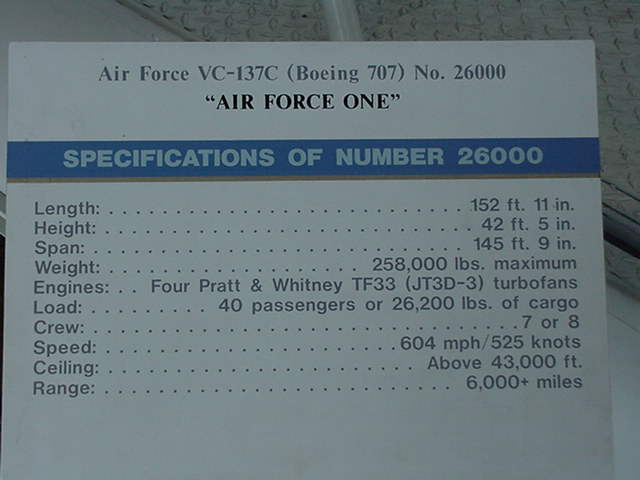 Air Force VC-137C (Boeing 707) No. 26000
"AIR FORCE ONE"
SPECIFICATIONS OF NUMBER 26000
Length: . . . . . . . . . . . . . . . . . . . . . . . . . . . . 152 ft. 11 in.
Height: . . . . . . . . . . . . . . . . . . . . . . . . . . . . . 42 ft. 5 in.
Span: . . . . . . . . . . . . . . . . . . . . . . . . . . . . . 145 ft. 9 in.
Weight: . . . . . . . . . . . . . . . . . . . . 258,000 lbs. maximum
Engines: . . Four Pratt & Whitney TF33 (JT3D-3) turbofans
Load: . . . . . . . . . 40 passengers or 26,200 lbs. of cargo
Crew: . . . . . . . . . . . . . . . . . . . . . . . . . . . . . . . . . 7 or 8
Speed: . . . . . . . . . . . . . . . . . . . . . . 604 mph/525 knots
Ceiling: . . . . . . . . . . . . . . . . . . . . . . . . Above 43,000 ft.
Range: . . . . . . . . . . . . . . . . . . . . . . . . . . . 6,000+ miles